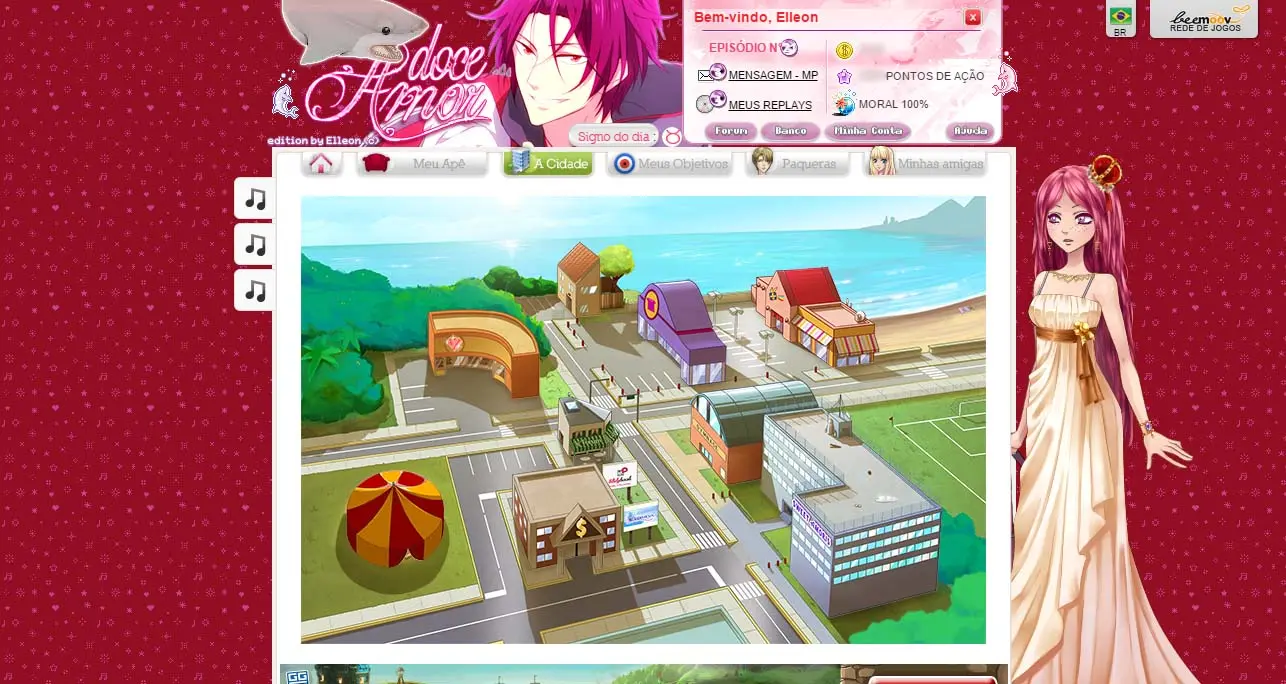 doce
Amor
edition by Elleon
Bem-vindo, Elleon
x
EPISÓDIO N°
MENSAGEM - MP
PONTOS DE AÇÃO
MEUS REPLAYS
MORAL 100%
Signo do dia :
Forum
Banco
Minha Conta
Ajuda
BR
beemoov
REDE DE JOGOS
Meu Apê
A Cidade
Meus Objetivos
Paqueras
Minhas amigas
$
GG